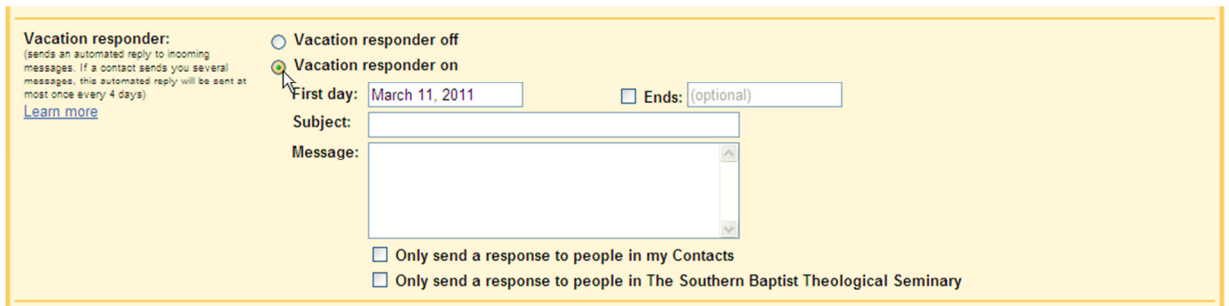 Vacation responder:
(sends an automated reply to incoming
messages. If a contact sends you several
messages, this automated reply will be sent at
most once every 4 days)
Learn more
Vacation responder off
Vacation responder on
First day: March 11, 2011 Ends: (optional)
Subject:
Message:
Only send a response to people in my Contacts
Only send a response to people in The Southern Baptist Theological Seminary